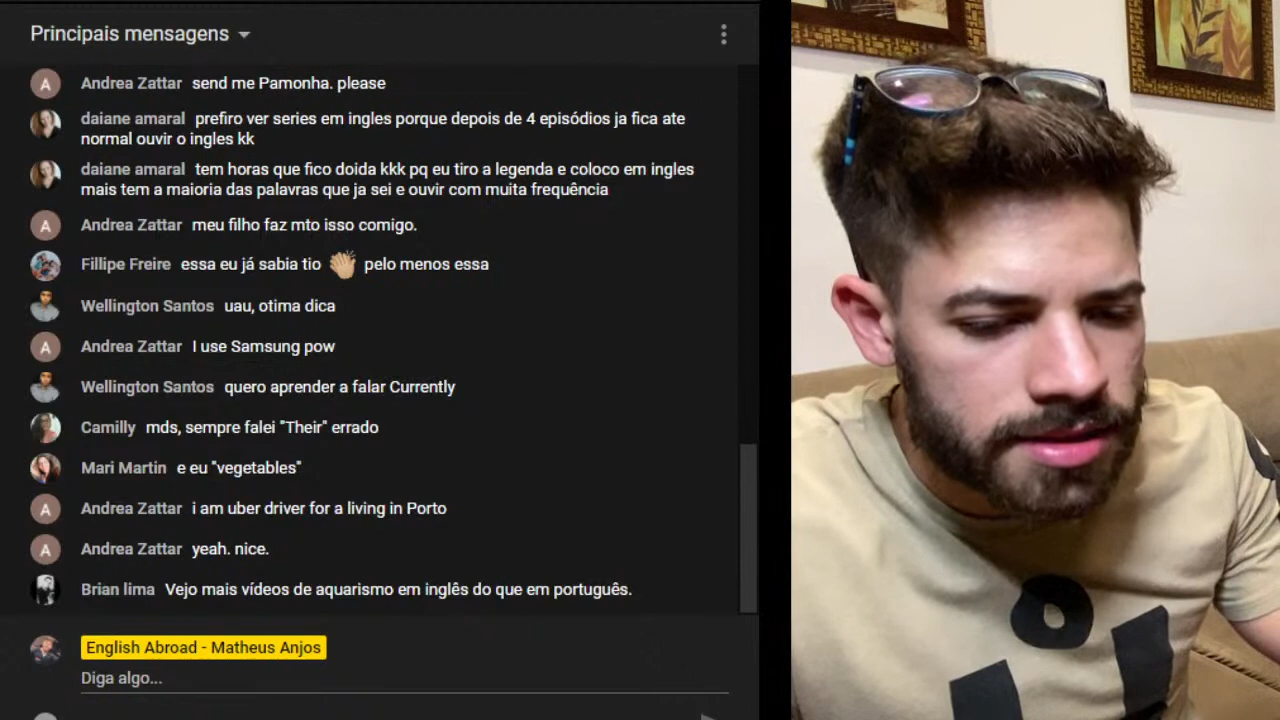 Principais mensagens
Andrea Zattar send me Pamonha. please
daiane amaral prefiro ver series em ingles porque depois de 4 episódios ja fica ate
normal ouvir o ingles kk
daiane amaral tem horas que fico doida kkk pq eu tiro a legenda e coloco em ingles
mais tem a maioria das palavras que ja sei e ouvir com muita frequência
Andrea Zattar meu filho faz mto isso comigo.
Fillipe Freire essa eu já sabia tio 👏🏼 pelo menos essa
Wellington Santos uau, otima dica
Andrea Zattar I use Samsung pow
Wellington Santos quero aprender a falar Currently
Camilly mds, sempre falei "Their" errado
Mari Martin e eu "vegetables"
Andrea Zattar i am uber driver for a living in Porto
Andrea Zattar yeah. nice.
Brian lima Vejo mais vídeos de aquarismo em inglês do que em português.
English Abroad - Matheus Anjos
Diga algo...